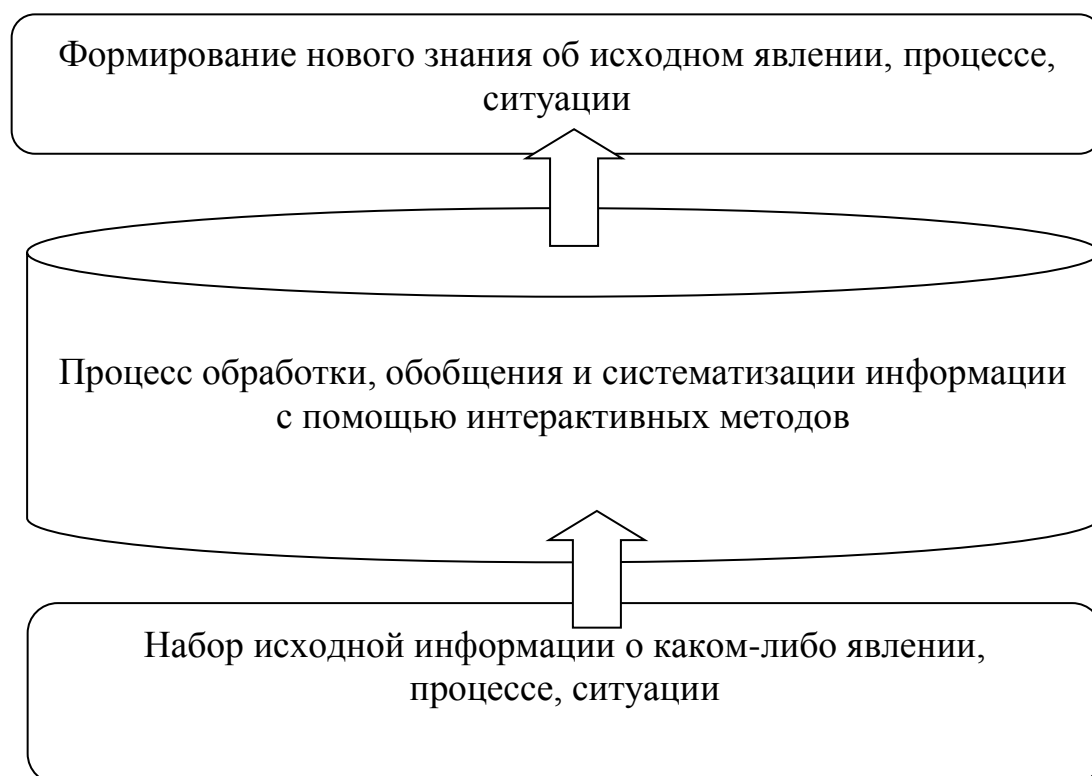 Формирование нового знания об исходном явлении, процессе,
ситуации
Процесс обработки, обобщения и систематизации информации
с помощью интерактивных методов
Набор исходной информации о каком-либо явлении,
процессе, ситуации